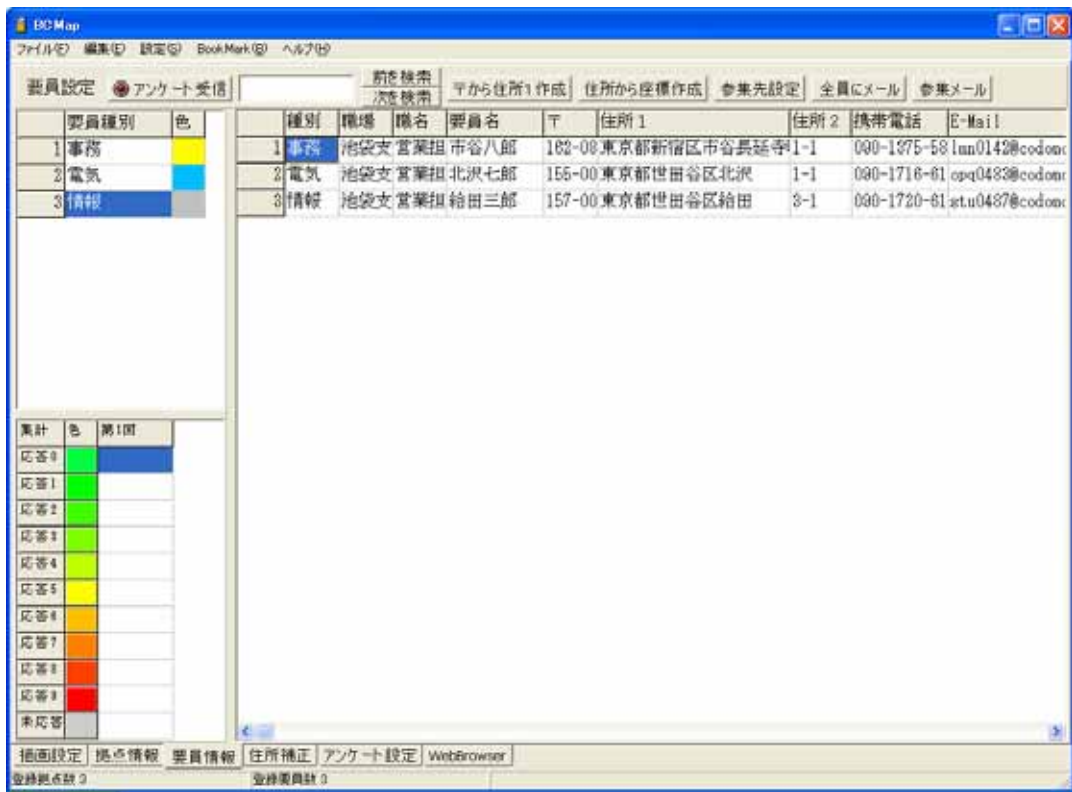 BCMap
ファイル(F) 編集(E) 設定(S) BookMark(B) ヘルプ(H)
要員設定 アンケート受信 前を検索 次を検索 〒から住所1作成 住所から座標作成 参集先設定 全員にメール 参集メール
要員種別 色
1 事務
2 電気
3 情報
種別 職場 職名 要員名 〒 住所1 住所2 携帯電話 E-Mail
1 事務 池袋支 営業担 市谷八郎 162-08 東京都新宿区市谷長延寺 1-1 090-1375-58 lmn0142@codomo
2 電気 池袋支 営業担 北沢七郎 155-00 東京都世田谷区北沢 1-1 090-1716-61 opq0483@codomo
3 情報 池袋支 営業担 給田三郎 157-00 東京都世田谷区給田 3-1 090-1720-61 stu0487@codomo
集計 色 第1回
応答0
応答1
応答2
応答3
応答4
応答5
応答6
応答7
応答8
応答9
未応答
描画設定 拠点情報 要員情報 住所補正 アンケート設定 WebBrowser
登録拠点数 3 登録要員数 3